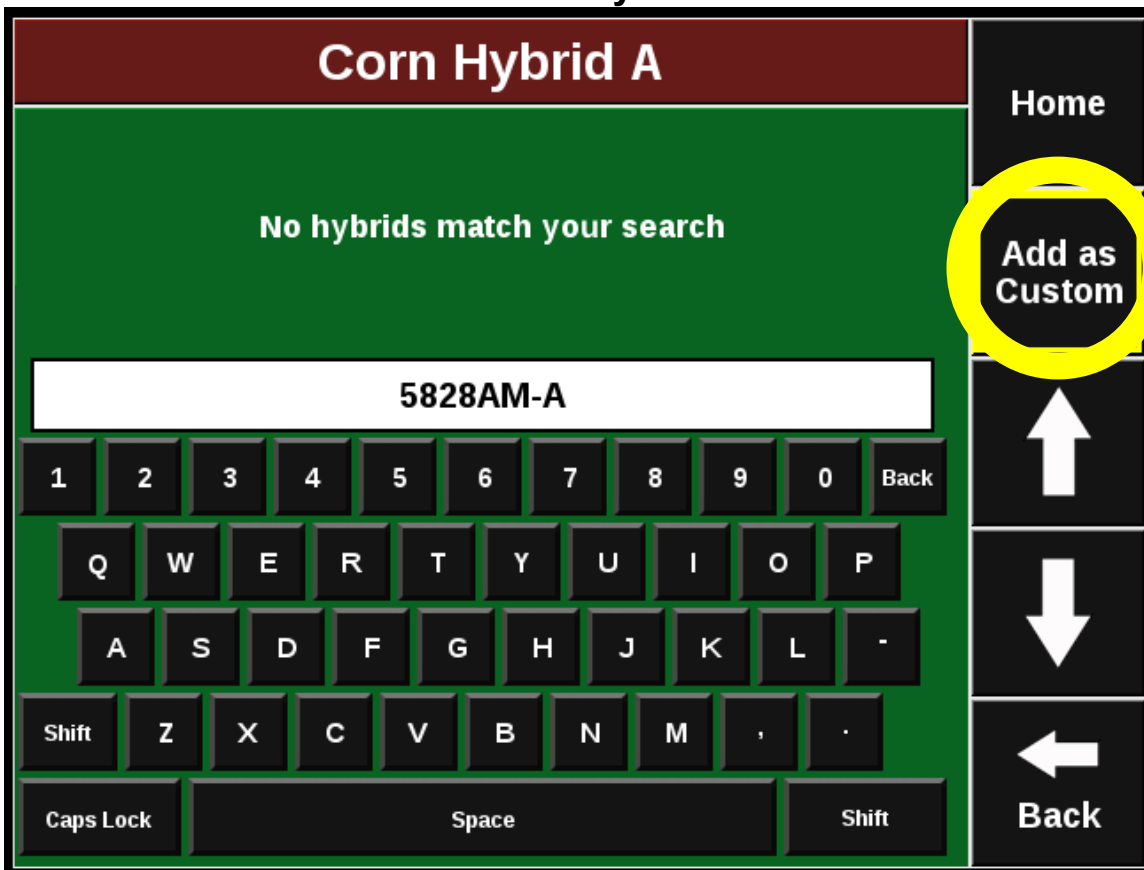 Corn Hybrid A
Home
No hybrids match your search
Add as
Custom
5828AM-A
1 2 3 4 5 6 7 8 9 0 Back
Q W E R T Y U I O P
A S D F G H J K L -
Shift Z X C V B N M , .
Caps Lock Space Shift
Back